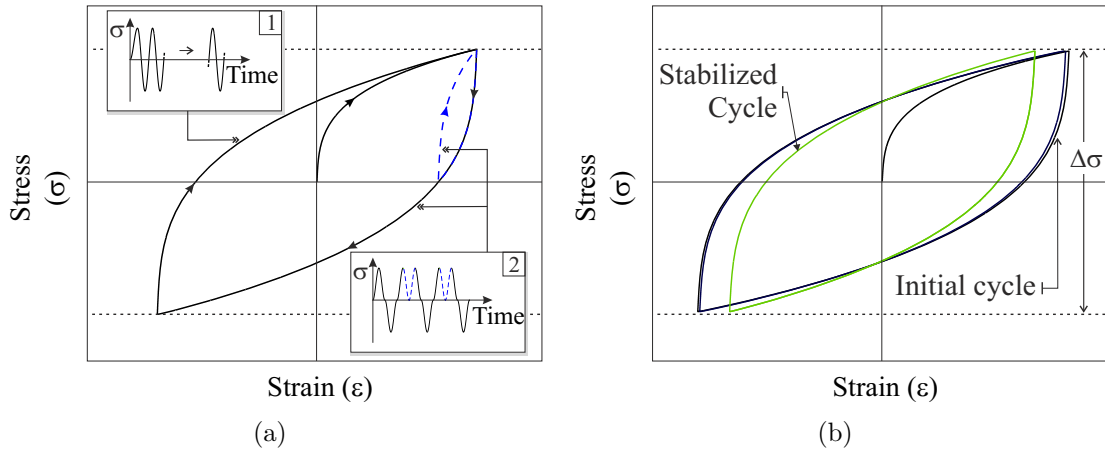 1
σ
Time
Stress
(σ)
2
σ
Time
Strain (ε)
(a)
Stabilized
Cycle
Δσ
Stress
(σ)
Initial cycle
Strain (ε)
(b)